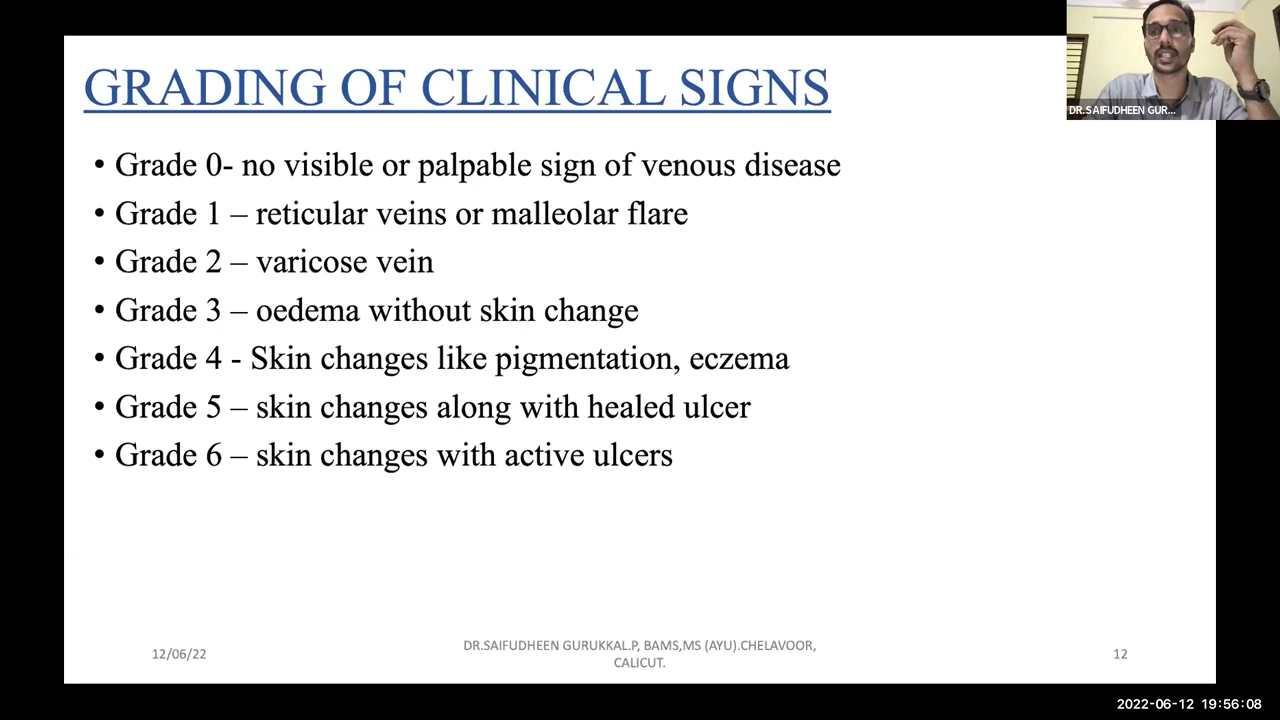 GRADING OF CLINICAL SIGNS
DR.SAIFUDHEEN GUR...
• Grade 0- no visible or palpable sign of venous disease
• Grade 1 – reticular veins or malleolar flare
• Grade 2 – varicose vein
• Grade 3 – oedema without skin change
• Grade 4 - Skin changes like pigmentation, eczema
• Grade 5 – skin changes along with healed ulcer
• Grade 6 – skin changes with active ulcers
12/06/22
DR.SAIFUDHEEN GURUKKAL.P, BAMS,MS (AYU).CHELAVOOR,
CALICUT.
12
2022-06-12 19:56:08